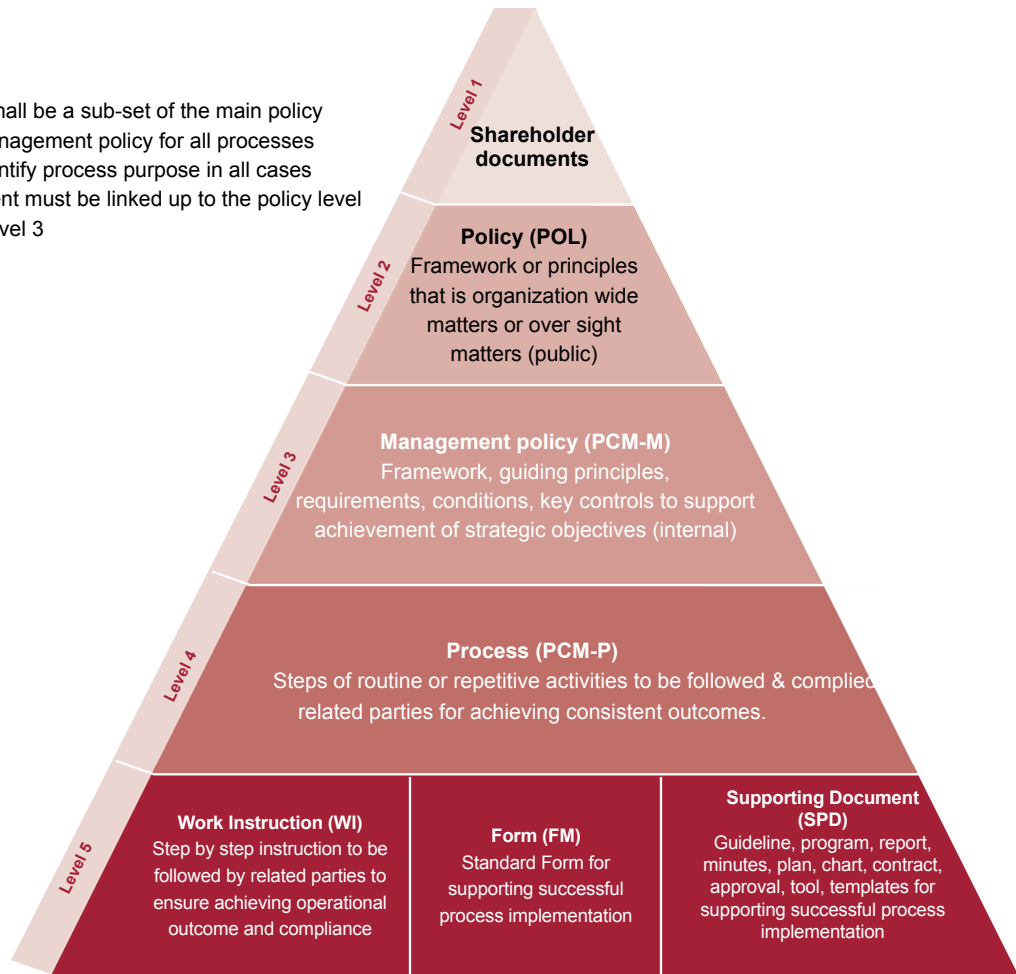 hall be a sub-set of the main policy
nagement policy for all processes
ntify process purpose in all cases
ent must be linked up to the policy level
vel 3
Level 1
Shareholder
documents
Level 2
Policy (POL)
Framework or principles
that is organization wide
matters or over sight
matters (public)
Level 3
Management policy (PCM-M)
Framework, guiding principles,
requirements, conditions, key controls to support
achievement of strategic objectives (internal)
Level 4
Process (PCM-P)
Steps of routine or repetitive activities to be followed & complied
related parties for achieving consistent outcomes.
Level 5
Work Instruction (WI)
Step by step instruction to be
followed by related parties to
ensure achieving operational
outcome and compliance
Form (FM)
Standard Form for
supporting successful
process implementation
Supporting Document
(SPD)
Guideline, program, report,
minutes, plan, chart, contract,
approval, tool, templates for
supporting successful process
implementation